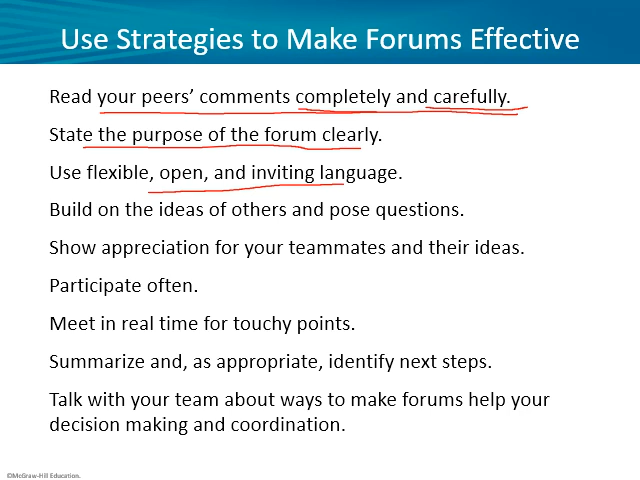 Use Strategies to Make Forums Effective
Read your peers’ comments completely and carefully.
State the purpose of the forum clearly.
Use flexible, open, and inviting language.
Build on the ideas of others and pose questions.
Show appreciation for your teammates and their ideas.
Participate often.
Meet in real time for touchy points.
Summarize and, as appropriate, identify next steps.
Talk with your team about ways to make forums help your
decision making and coordination.
©McGraw-Hill Education.